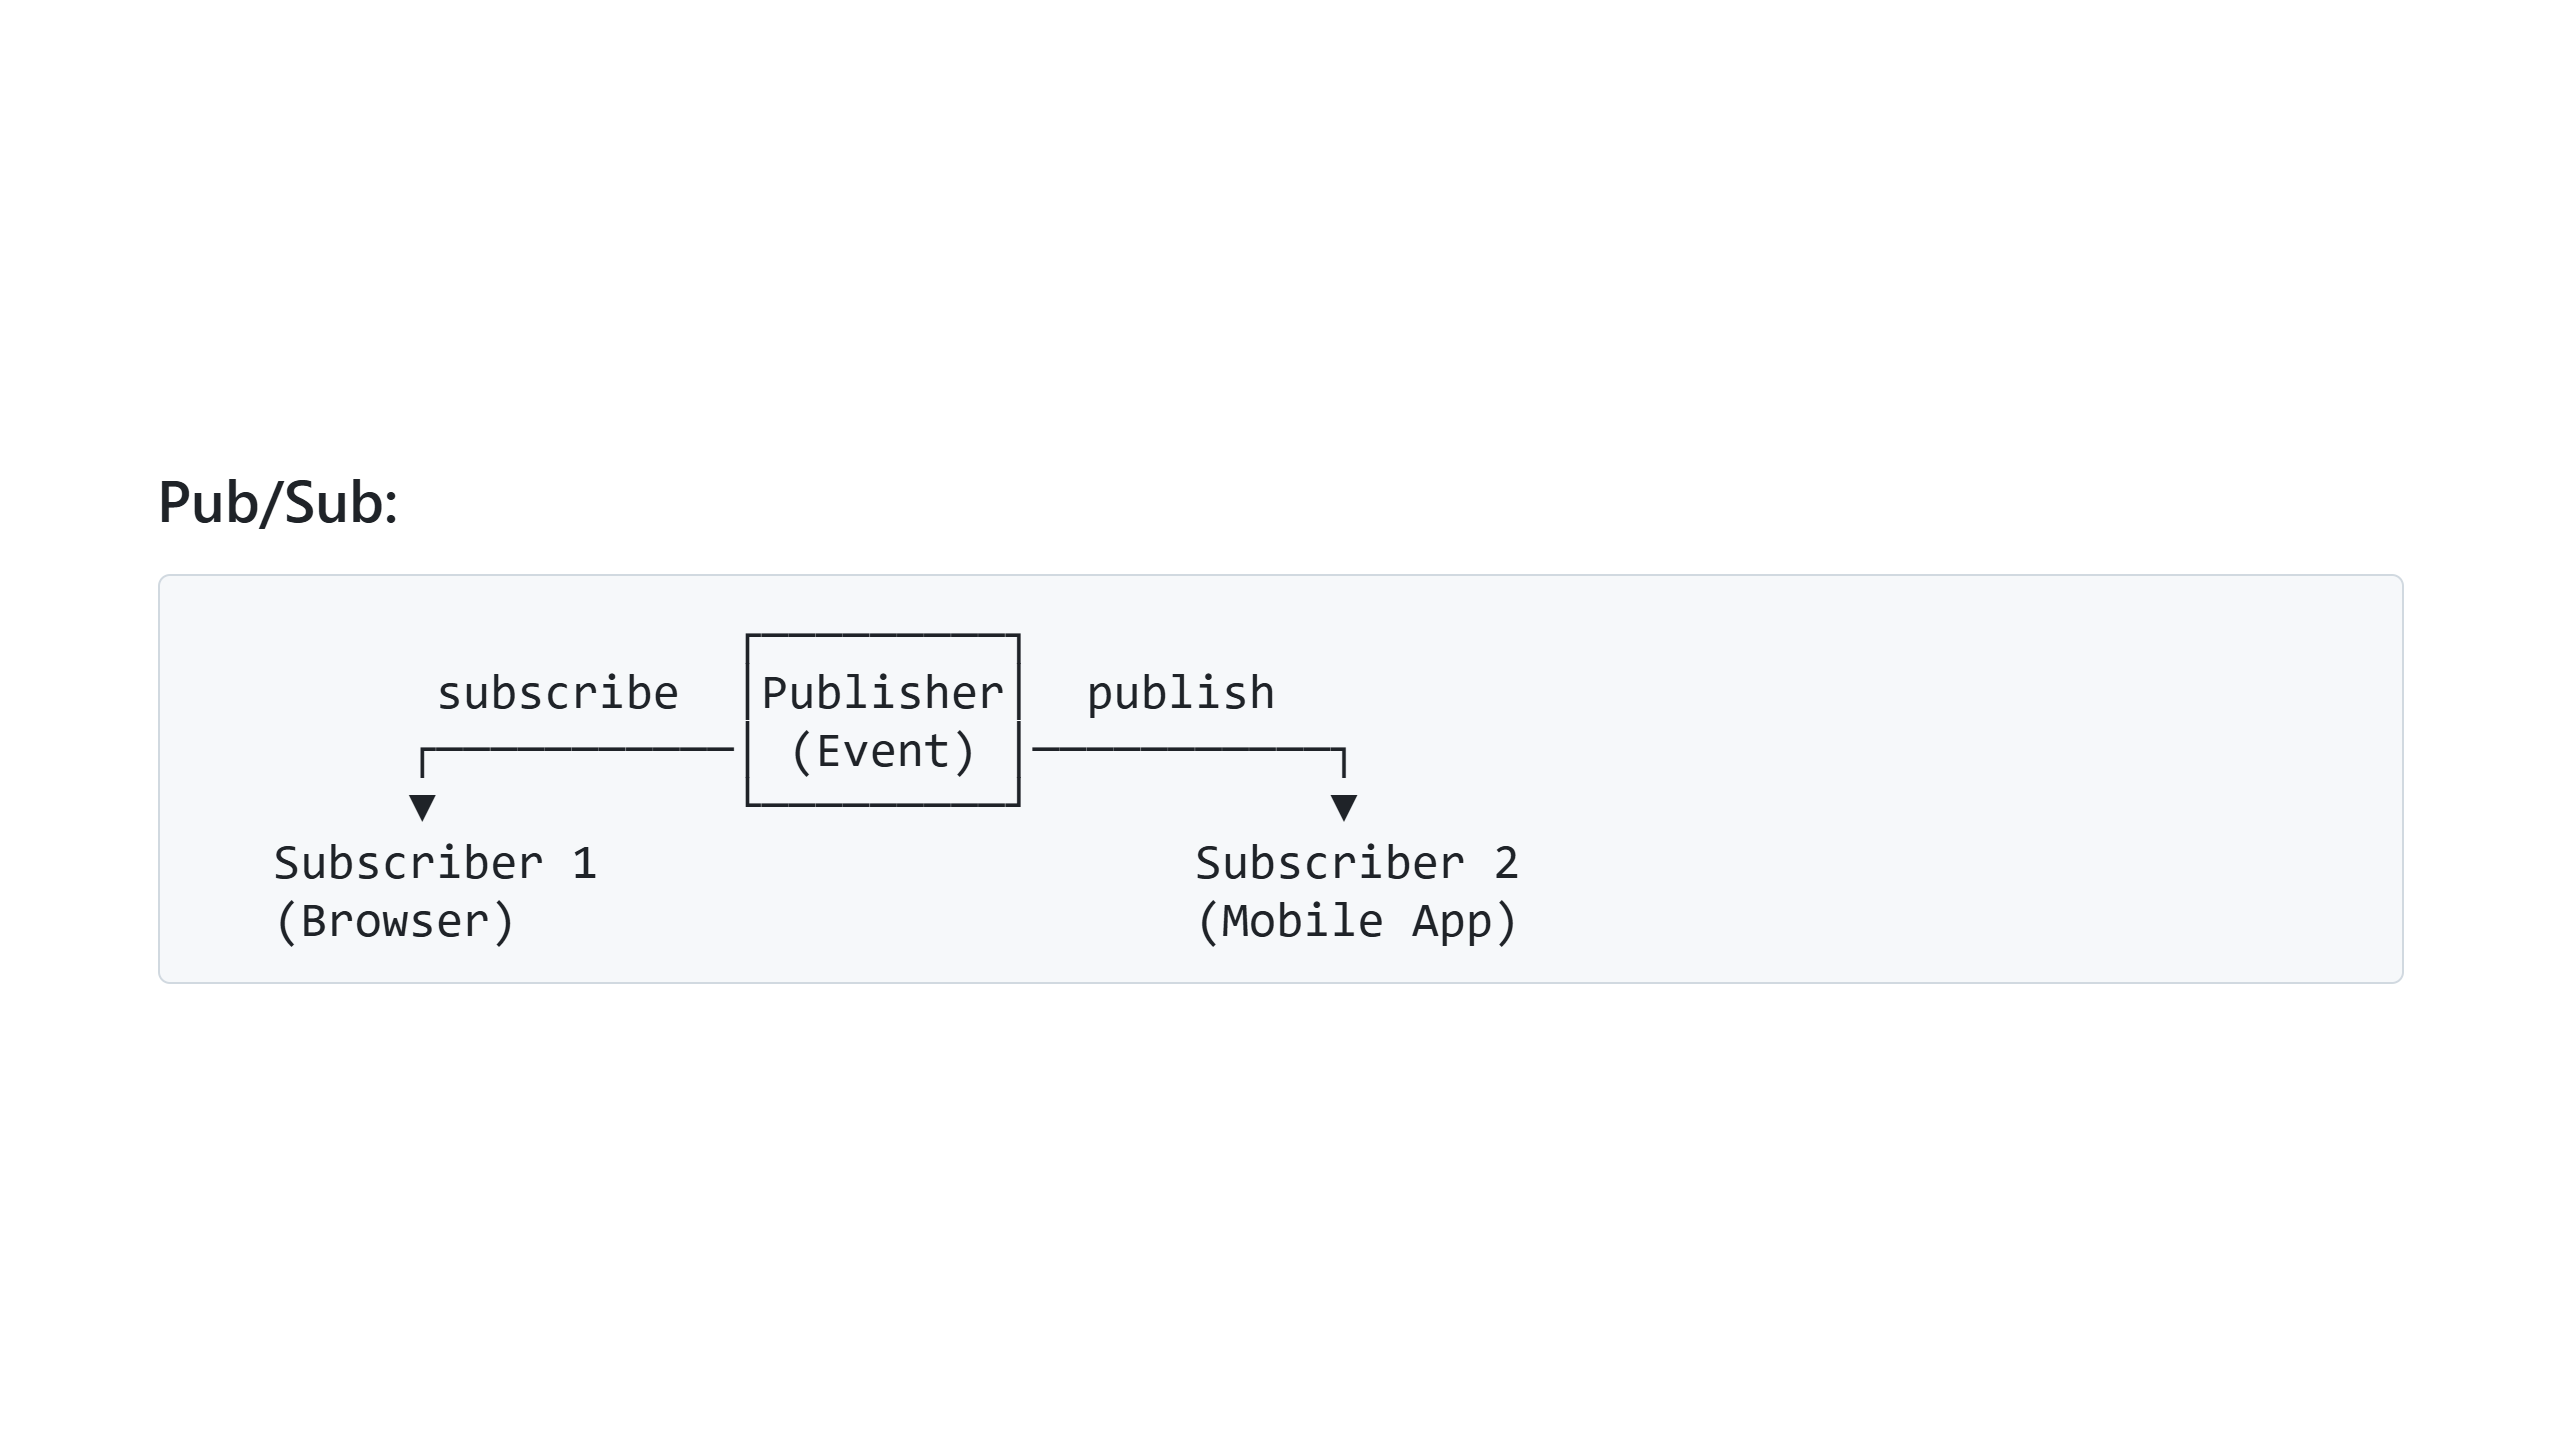 Pub/Sub:
subscribe Publisher publish
(Event)
Subscriber 1 Subscriber 2
(Browser) (Mobile App)